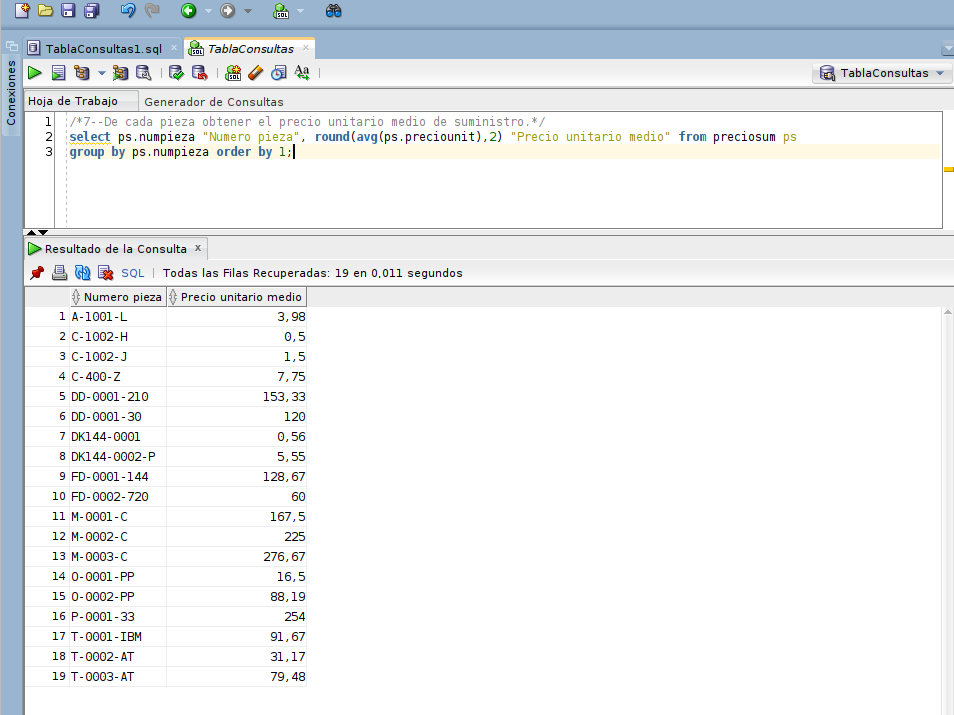 TablaConsultas1.sql
TablaConsultas
Conexiones
TablaConsultas
Hoja de Trabajo Generador de Consultas
1 /*7--De cada pieza obtener el precio unitario medio de suministro.*/
2 select ps.numpieza "Numero pieza", round(avg(ps.preciounit),2) "Precio unitario medio" from preciosum ps
3 group by ps.numpieza order by 1;
Resultado de la Consulta x
SQL | Todas las Filas Recuperadas: 19 en 0,011 segundos
Numero pieza Precio unitario medio
1 A-1001-L 3,98
2 C-1002-H 0,5
3 C-1002-J 1,5
4 C-400-Z 7,75
5 DD-0001-210 153,33
6 DD-0001-30 120
7 DK144-0001 0,56
8 DK144-0002-P 5,55
9 FD-0001-144 128,67
10 FD-0002-720 60
11 M-0001-C 167,5
12 M-0002-C 225
13 M-0003-C 276,67
14 O-0001-PP 16,5
15 O-0002-PP 88,19
16 P-0001-33 254
17 T-0001-IBM 91,67
18 T-0002-AT 31,17
19 T-0003-AT 79,48